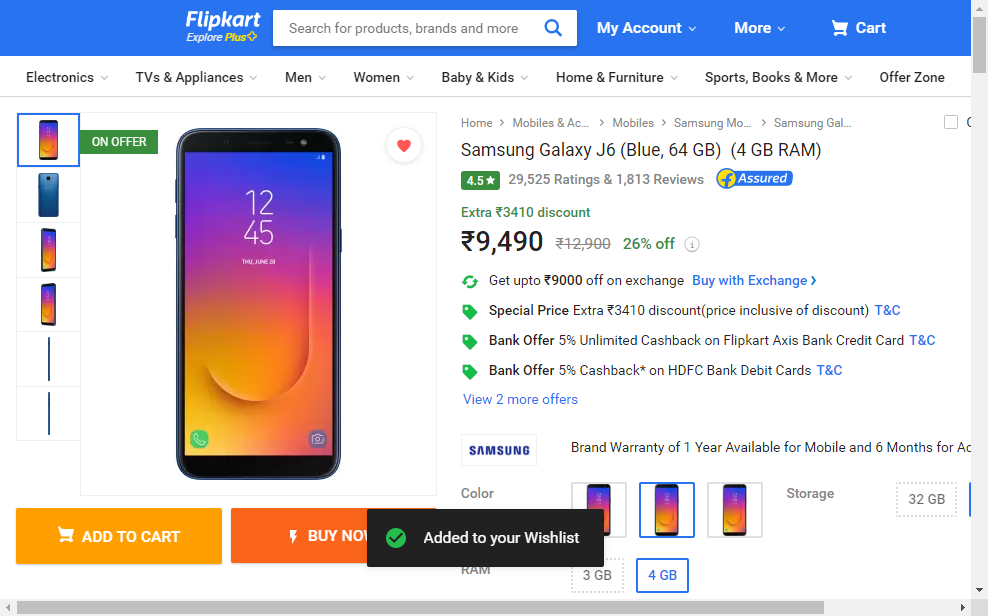 Flipkart
Explore Plus
Search for products, brands and more
My Account
More
Cart
Electronics
TVs & Appliances
Men
Women
Baby & Kids
Home & Furniture
Sports, Books & More
Offer Zone
ON OFFER
12
45
THU, JUNE 28
Home
Mobiles & Ac...
Mobiles
Samsung Mo...
Samsung Gal...
Samsung Galaxy J6 (Blue, 64 GB) (4 GB RAM)
4.5★
29,525 Ratings & 1,813 Reviews
Assured
Extra ₹3410 discount
₹9,490 ₹12,900 26% off
Get upto ₹9000 off on exchange Buy with Exchange
Special Price Extra ₹3410 discount(price inclusive of discount) T&C
Bank Offer 5% Unlimited Cashback on Flipkart Axis Bank Credit Card T&C
Bank Offer 5% Cashback* on HDFC Bank Debit Cards T&C
View 2 more offers
SAMSUNG
Brand Warranty of 1 Year Available for Mobile and 6 Months for Ac
Color
Storage
32 GB
ADD TO CART
BUY NOW
Added to your Wishlist
RAM
3 GB
4 GB